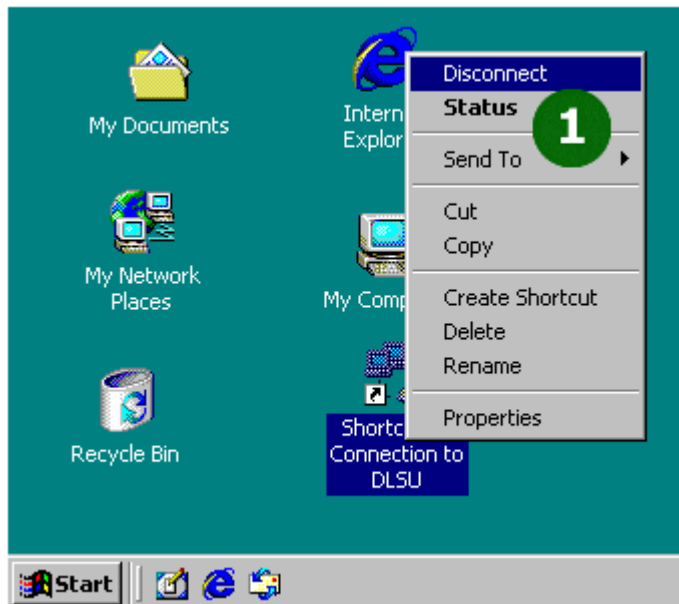 My Documents
Intern
Explor
My Network
Places
My Comp
Recycle Bin
Shortc
Connection to
DLSU
Disconnect
Status
1
Send To
Cut
Copy
Create Shortcut
Delete
Rename
Properties
Start